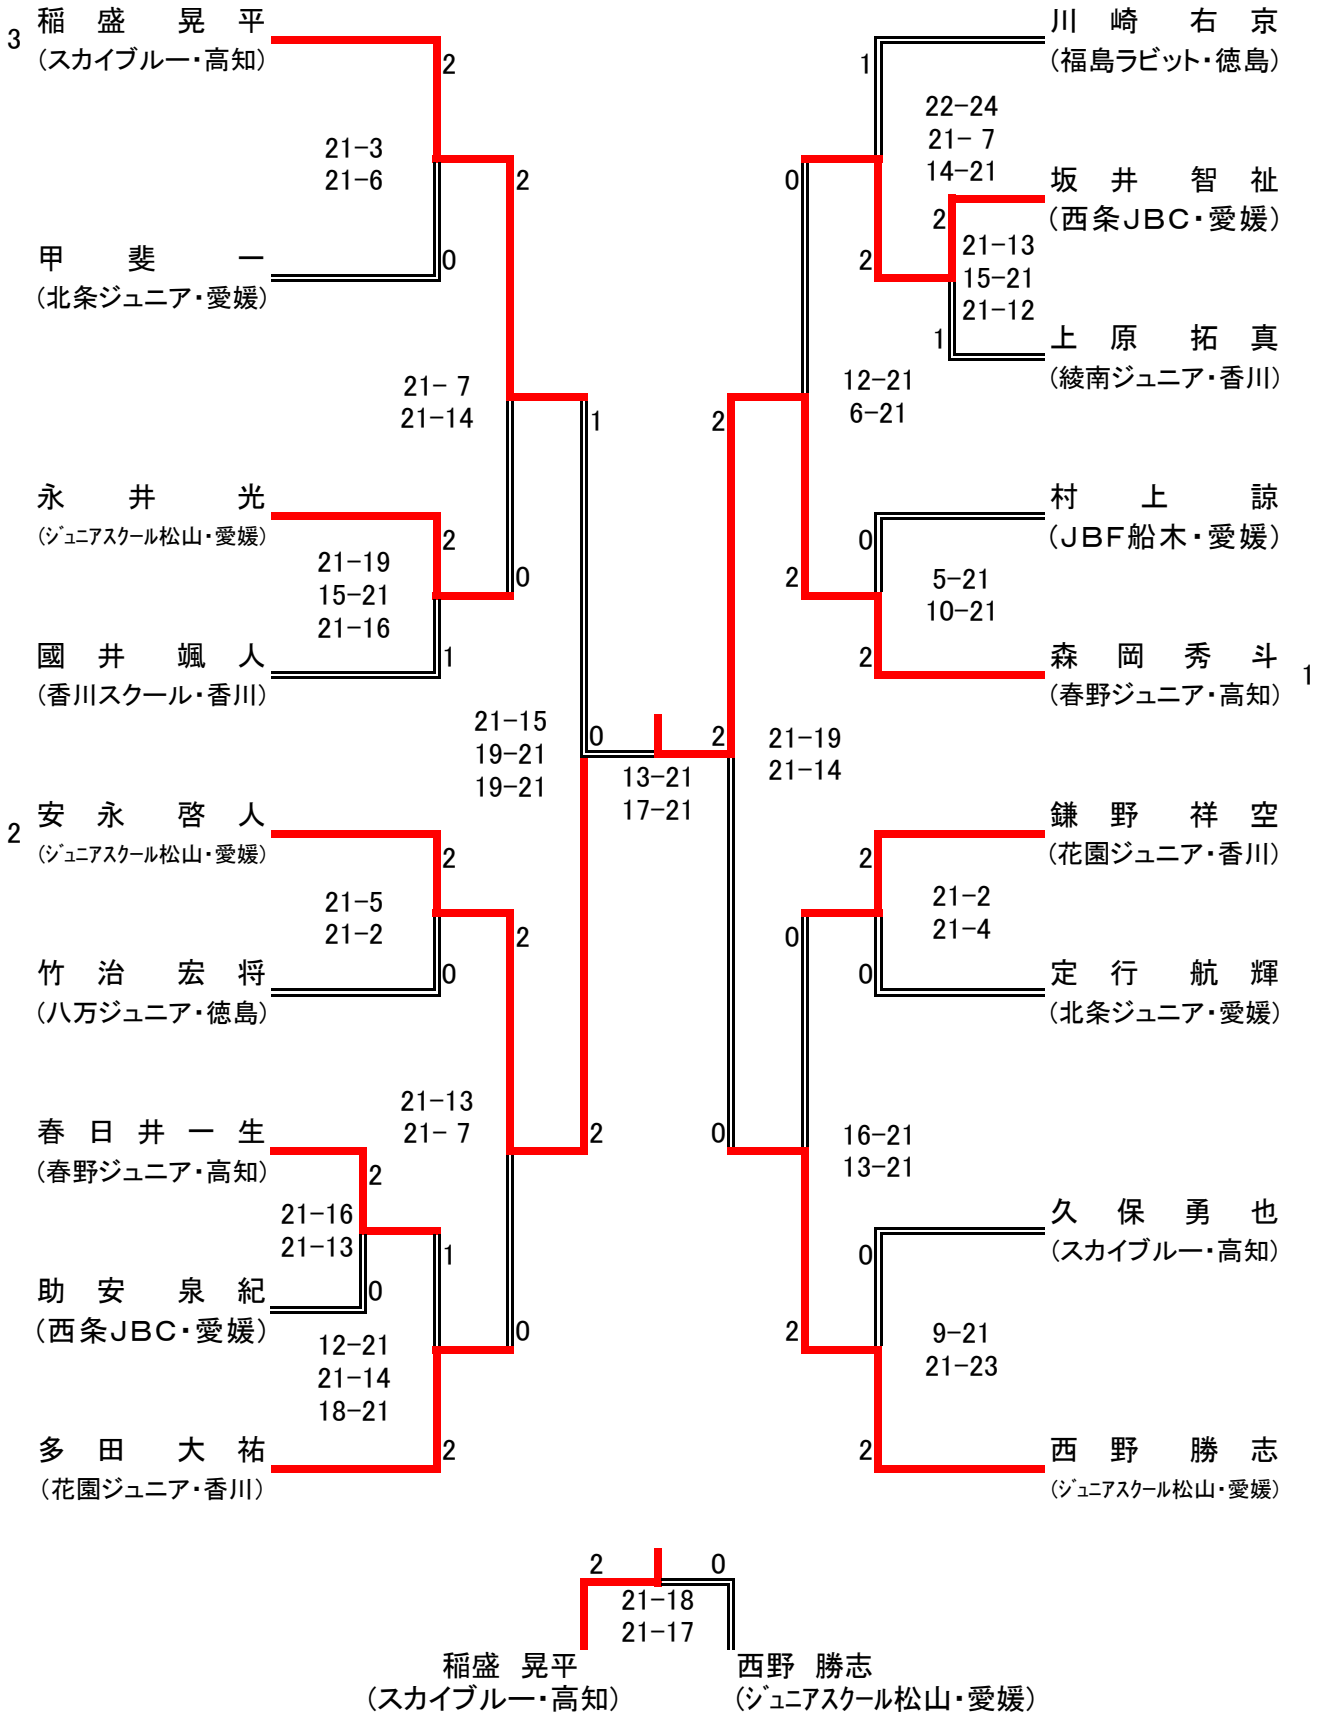 3
稲盛 晃平
(スカイブルー・高知)
2
21-3
21-6
2
甲斐 一
(北条ジュニア・愛媛)
0
21- 7
21-14
1
永井 光
(ジュニアスクール松山・愛媛)
2
21-19
15-21
21-16
0
國井 颯人
(香川スクール・香川)
1
21-15
19-21
19-21
0
2
安永 啓人
(ジュニアスクール松山・愛媛)
2
21-5
21-2
2
竹治 宏将
(八万ジュニア・徳島)
0
21-13
21- 7
2
春日井一生
(春野ジュニア・高知)
2
21-16
21-13
1
助安 泉紀
(西条JBC・愛媛)
0
0
12-21
21-14
18-21
多田 大祐
(花園ジュニア・香川)
2
13-21
17-21
川崎 右京
(福島ラビット・徳島)
1
22-24
21- 7
14-21
0
坂井 智祉
(西条JBC・愛媛)
2
21-13
15-21
21-12
2
上原 拓真
(綾南ジュニア・香川)
1
12-21
6-21
2
村上 諒
(JBF船木・愛媛)
0
5-21
10-21
2
森岡秀斗
(春野ジュニア・高知)
1
2
2
21-19
21-14
鎌野 祥空
(花園ジュニア・香川)
2
21-2
21-4
0
定行 航輝
(北条ジュニア・愛媛)
0
0
16-21
13-21
久保勇也
(スカイブルー・高知)
0
9-21
21-23
2
西野 勝志
(ジュニアスクール松山・愛媛)
2
2
0
21-18
21-17
稲盛 晃平
(スカイブルー・高知)
西野 勝志
(ジュニアスクール松山・愛媛)